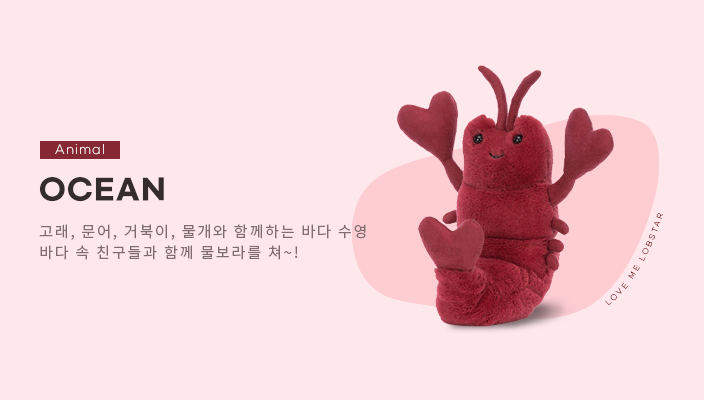 Animal
OCEAN
고래, 문어, 거북이, 물개와 함께하는 바다 수영
바다 속 친구들과 함께 물보라를 쳐~!
LOVE ME LOBSTAR